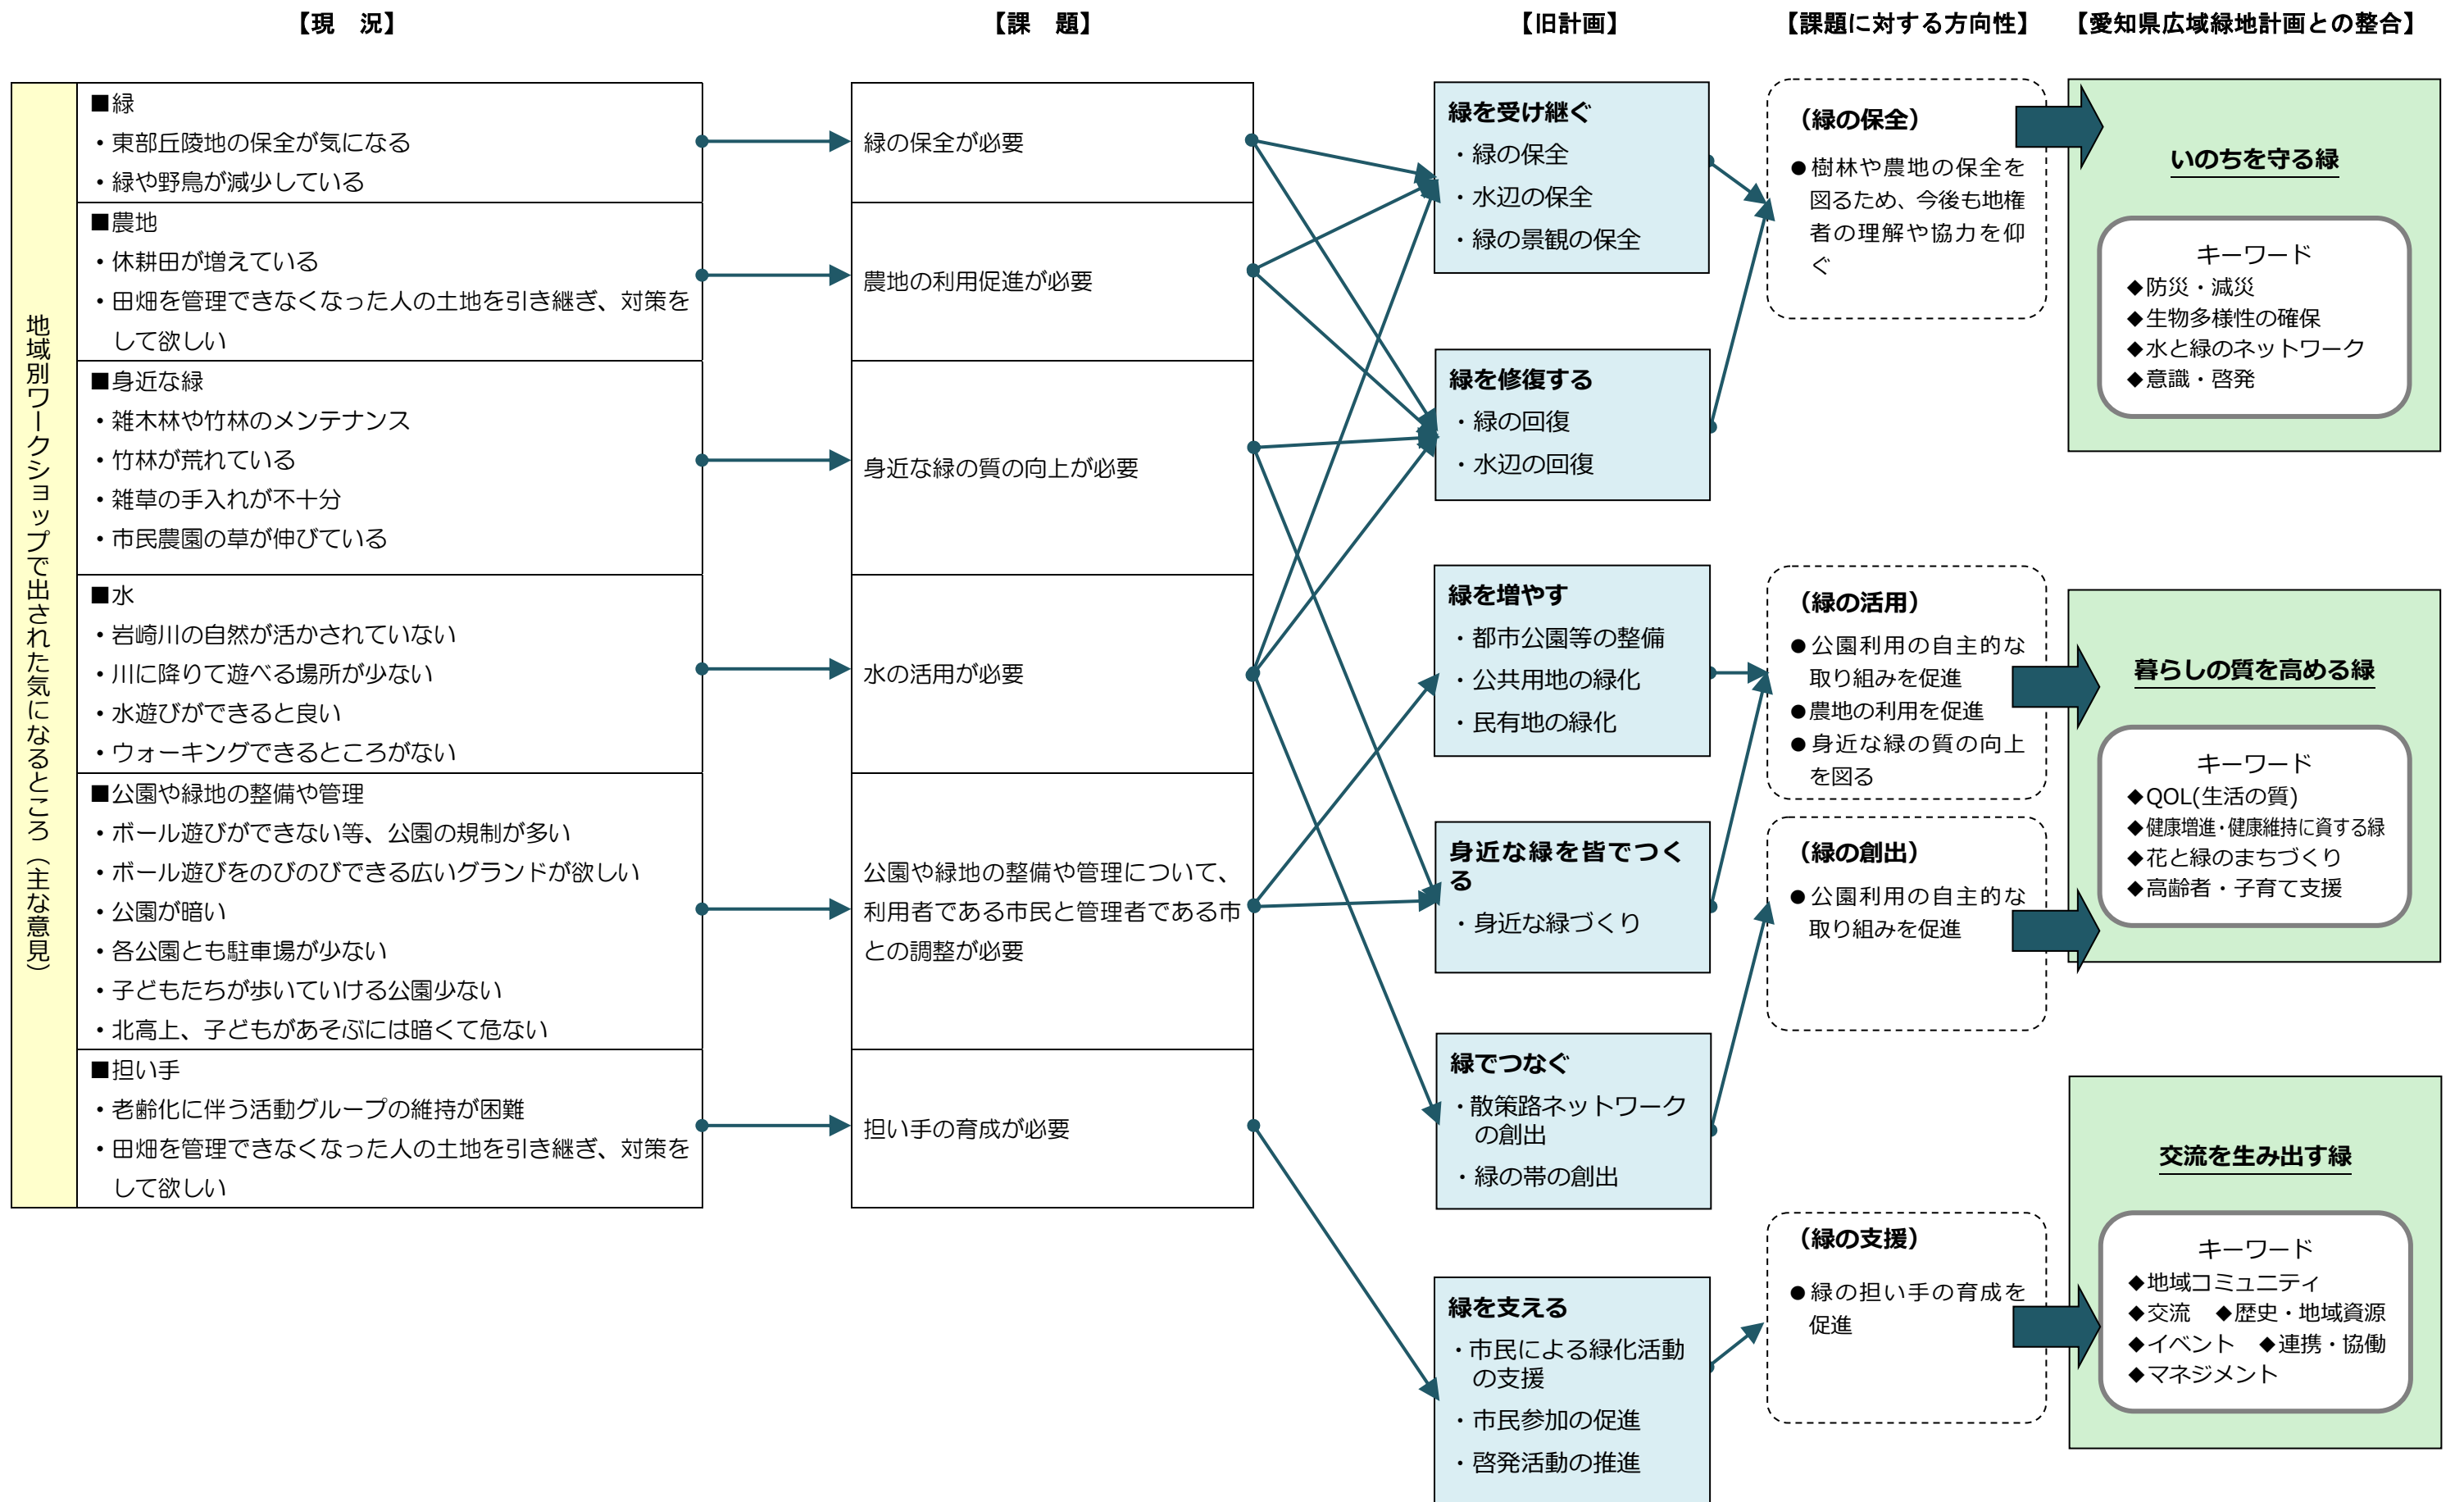 【現　況】
【課　題】
【旧計画】
【課題に対する方向性】
【愛知県広域緑地計画との整合】
地域別ワークショップで出された気になるところ（主な意見）
■緑
・東部丘陵地の保全が気になる
・緑や野鳥が減少している
■農地
・休耕田が増えている
・田畑を管理できなくなった人の土地を引き継ぎ、対策を
して欲しい
■身近な緑
・雑木林や竹林のメンテナンス
・竹林が荒れている
・雑草の手入れが不十分
・市民農園の草が伸びている
■水
・岩崎川の自然が活かされていない
・川に降りて遊べる場所が少ない
・水遊びができると良い
・ウォーキングできるところがない
■公園や緑地の整備や管理
・ボール遊びができない等、公園の規制が多い
・ボール遊びをのびのびできる広いグランドが欲しい
・公園が暗い
・各公園とも駐車場が少ない
・子どもたちが歩いていける公園少ない
・北高上、子どもがあそぶには暗くて危ない
■担い手
・老齢化に伴う活動グループの維持が困難
・田畑を管理できなくなった人の土地を引き継ぎ、対策を
して欲しい
緑の保全が必要
農地の利用促進が必要
身近な緑の質の向上が必要
水の活用が必要
公園や緑地の整備や管理について、
利用者である市民と管理者である市
との調整が必要
担い手の育成が必要
緑を受け継ぐ
・緑の保全
・水辺の保全
・緑の景観の保全
緑を修復する
・緑の回復
・水辺の回復
緑を増やす
・都市公園等の整備
・公共用地の緑化
・民有地の緑化
身近な緑を皆でつく
る
・身近な緑づくり
緑でつなぐ
・散策路ネットワーク
の創出
・緑の帯の創出
緑を支える
・市民による緑化活動
の支援
・市民参加の促進
・啓発活動の推進
（緑の保全）
●樹林や農地の保全を
図るため、今後も地権
者の理解や協力を仰
ぐ
（緑の活用）
●公園利用の自主的な
取り組みを促進
●農地の利用を促進
●身近な緑の質の向上
を図る
（緑の創出）
●公園利用の自主的な
取り組みを促進
（緑の支援）
●緑の担い手の育成を
促進
いのちを守る緑
キーワード
◆防災・減災
◆生物多様性の確保
◆水と緑のネットワーク
◆意識・啓発
暮らしの質を高める緑
キーワード
◆QOL(生活の質)
◆健康増進・健康維持に資する緑
◆花と緑のまちづくり
◆高齢者・子育て支援
交流を生み出す緑
キーワード
◆地域コミュニティ
◆交流　◆歴史・地域資源
◆イベント　◆連携・協働
◆マネジメント